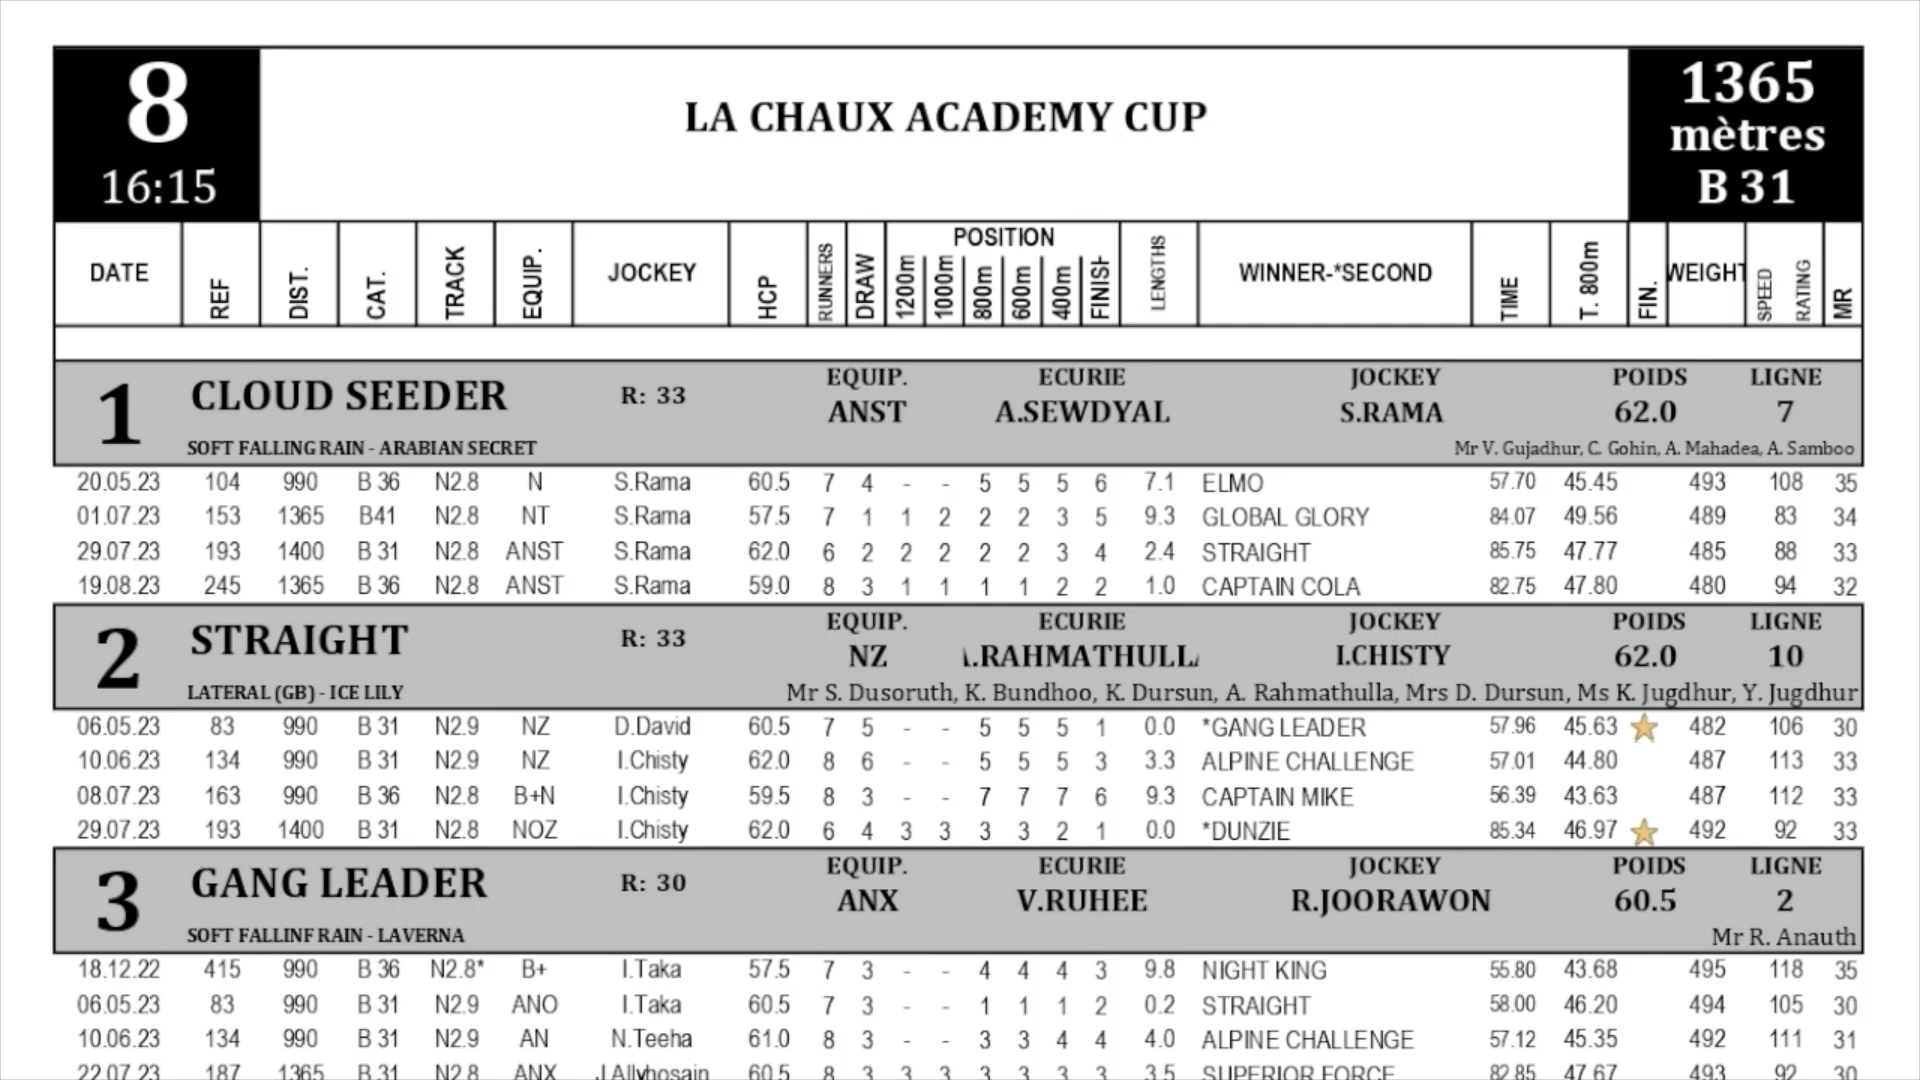 8
16:15
LA CHAUX ACADEMY CUP
1365
mètres
B 31
DATE REF DIST. CAT. TRACK EQUIP. JOCKEY HCP RUNNERS DRAW POSITION 1200m 1000m 800m 600m 400m FINISH LENGTHS WINNER-*SECOND TIME T. 800m FIN. WEIGHT SPEED RATING MR
1 CLOUD SEEDER R: 33 EQUIP. ECURIE JOCKEY POIDS LIGNE
ANST A.SEWDYAL S.RAMA 62.0 7
SOFT FALLING RAIN - ARABIAN SECRET Mr V. Gujadhur, C. Gohin, A. Mahadea, A. Samboo
20.05.23 104 990 B 36 N2.8 N S.Rama 60.5 7 4 - - 5 5 5 6 7.1 ELMO 57.70 45.45 493 108 35
01.07.23 153 1365 B41 N2.8 NT S.Rama 57.5 7 1 1 2 2 2 3 5 9.3 GLOBAL GLORY 84.07 49.56 489 83 34
29.07.23 193 1400 B 31 N2.8 ANST S.Rama 62.0 6 2 2 2 2 2 3 4 2.4 STRAIGHT 85.75 47.77 485 88 33
19.08.23 245 1365 B 36 N2.8 ANST S.Rama 59.0 8 3 1 1 1 1 2 2 1.0 CAPTAIN COLA 82.75 47.80 480 94 32
2 STRAIGHT R: 33 EQUIP. ECURIE JOCKEY POIDS LIGNE
NZ .RAHMATHULL I.CHISTY 62.0 10
LATERAL (GB) - ICE LILY Mr S. Dusoruth, K. Bundhoo, K. Dursun, A. Rahmathulla, Mrs D. Dursun, Ms K. Jugdhur, Y. Jugdhur
06.05.23 83 990 B 31 N2.9 NZ D.David 60.5 7 5 - - 5 5 5 1 0.0 *GANG LEADER 57.96 45.63 482 106 30
10.06.23 134 990 B 31 N2.9 NZ I.Chisty 62.0 8 6 - - 5 5 5 3 3.3 ALPINE CHALLENGE 57.01 44.80 487 113 33
08.07.23 163 990 B 36 N2.8 B+N I.Chisty 59.5 8 3 - - 7 7 7 6 9.3 CAPTAIN MIKE 56.39 43.63 487 112 33
29.07.23 193 1400 B 31 N2.8 NOZ I.Chisty 62.0 6 4 3 3 3 3 2 1 0.0 *DUNZIE 85.34 46.97 492 92 33
3 GANG LEADER R: 30 EQUIP. ECURIE JOCKEY POIDS LIGNE
ANX V.RUHEE R.JOORAWON 60.5 2
SOFT FALLINF RAIN - LAVERNA Mr R. Anauth
18.12.22 415 990 B 36 N2.8* B+ I.Taka 57.5 7 3 - - 4 4 4 3 9.8 NIGHT KING 55.80 43.68 495 118 35
06.05.23 83 990 B 31 N2.9 ANO I.Taka 60.5 7 3 - - 1 1 1 2 0.2 STRAIGHT 58.00 46.20 494 105 30
10.06.23 134 990 B 31 N2.9 AN N.Teeha 61.0 8 3 - - 3 3 4 4 4.0 ALPINE CHALLENGE 57.12 45.35 492 111 31
22.07.23 187 1365 B 31 N2.8 ANX J.Allyhosain 60.5 8 3 3 3 3 3 3 3 3.5 SUPERIOR FORCE 82.85 47.67 493 92 30